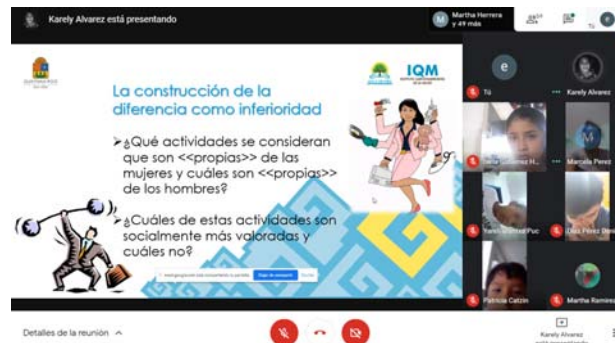 Karely Alvarez está presentando
Martha Herrera
y 49 más
Tú
IQM
La construcción de la
diferencia como inferioridad
➢¿Qué actividades se consideran
que son <<propias>> de las
mujeres y cuáles son <<propias>>
de los hombres?
➢¿Cuáles de estas actividades son
socialmente más valoradas y
cuáles no?
e
Tú
Karely Alvarez
Marcela Perez
Patricia Catzin
M
Martha Ramirez
Detalles de la reunión
Karely Alvarez
está presentando